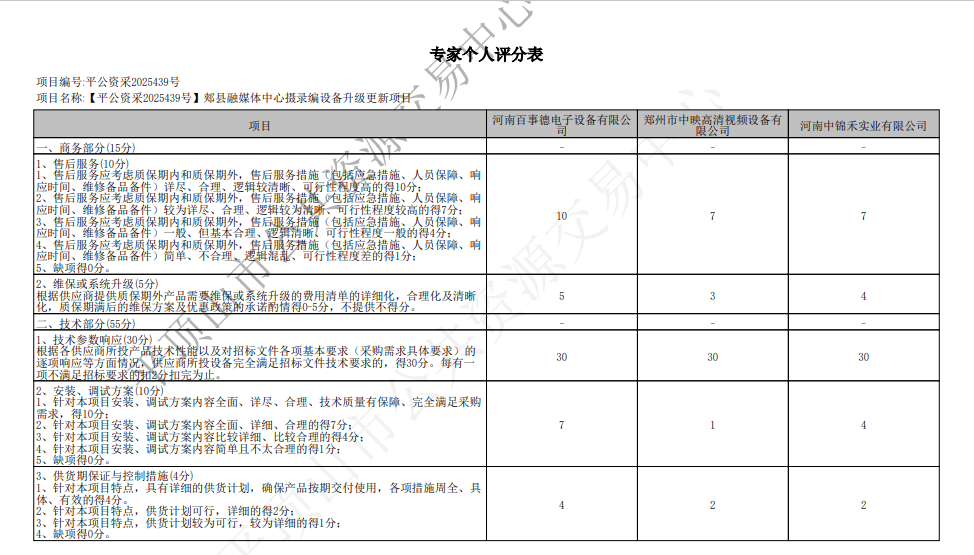 专家个人评分表
项目编号:平公资采2025439号
项目名称:【平公资采2025439号】郏县融媒体中心摄录编设备升级更新项目
项目
河南百事德电子设备有限公
司
郑州市中映高清视频设备有
限公司
河南中锦禾实业有限公司
一、商务部分(15分)
-
-
-
1、售后服务(10分)
1、售后服务应考虑质保期内和质保期外，售后服务措施（包括应急措施、人员保障、响
应时间、维修备品备件）详尽、合理、逻辑较清晰、可行性程度高的得10分；
2、售后服务应考虑质保期内和质保期外，售后服务措施（包括应急措施、人员保障、响
应时间、维修备品备件）较为详尽、合理、逻辑较为清晰、可行性程度较高的得7分；
3、售后服务应考虑质保期内和质保期外，售后服务措施（包括应急措施、人员保障、响
应时间、维修备品备件）一般、但基本合理、逻辑清晰、可行性程度一般的得4分；
4、售后服务应考虑质保期内和质保期外，售后服务措施（包括应急措施、人员保障、响
应时间、维修备品备件）简单、不合理、逻辑混乱、可行性程度差的得1分；
5、缺项得0分。
10
7
7
2、维保或系统升级(5分)
根据供应商提供质保期外产品需要维保或系统升级的费用清单的详细化，合理化及清晰
化，质保期满后的维保方案及优惠政策的承诺酌情得0-5分，不提供不得分。
5
3
4
二、技术部分(55分)
-
-
-
1、技术参数响应(30分)
根据各供应商所投产品技术性能以及对招标文件各项基本要求（采购需求具体要求）的
逐项响应等方面情况，供应商所投设备完全满足招标文件技术要求的，得30分。每有一
项不满足招标要求的扣2分扣完为止。
30
30
30
2、安装、调试方案(10分)
1、针对本项目安装、调试方案内容全面、详尽、合理、技术质量有保障、完全满足采购
需求，得10分；
2、针对本项目安装、调试方案内容全面、详细、合理的得7分；
3、针对本项目安装、调试方案内容比较详细、比较合理的得4分；
4、针对本项目安装、调试方案内容简单且不太合理的得1分；
5、缺项得0分。
7
1
4
3、供货期保证与控制措施(4分)
1、针对本项目特点，具有详细的供货计划，确保产品按期交付使用，各项措施周全、具
体、有效的得4分。
2、针对本项目特点，供货计划可行，详细的得2分；
3、针对本项目特点，供货计划较为可行，较为详细的得1分；
4、缺项得0分。
4
2
2
平顶山市公共资源交易中心
平顶山市公共资源交易中心